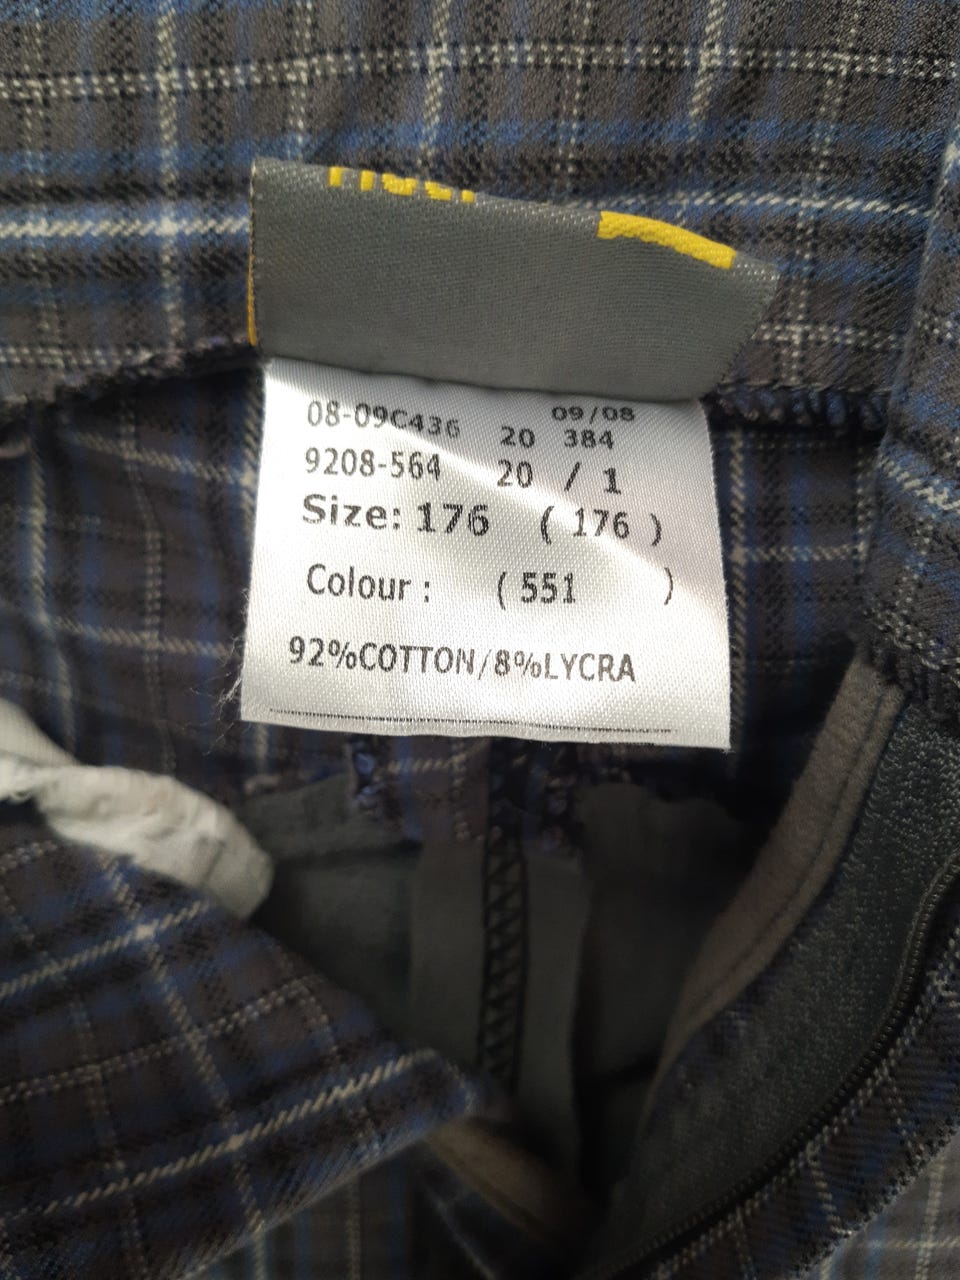 08-09C436 09/08
20 384
9208-564 20 / 1
Size: 176 ( 176 )
Colour : ( 551 )
92%COTTON/8%LYCRA